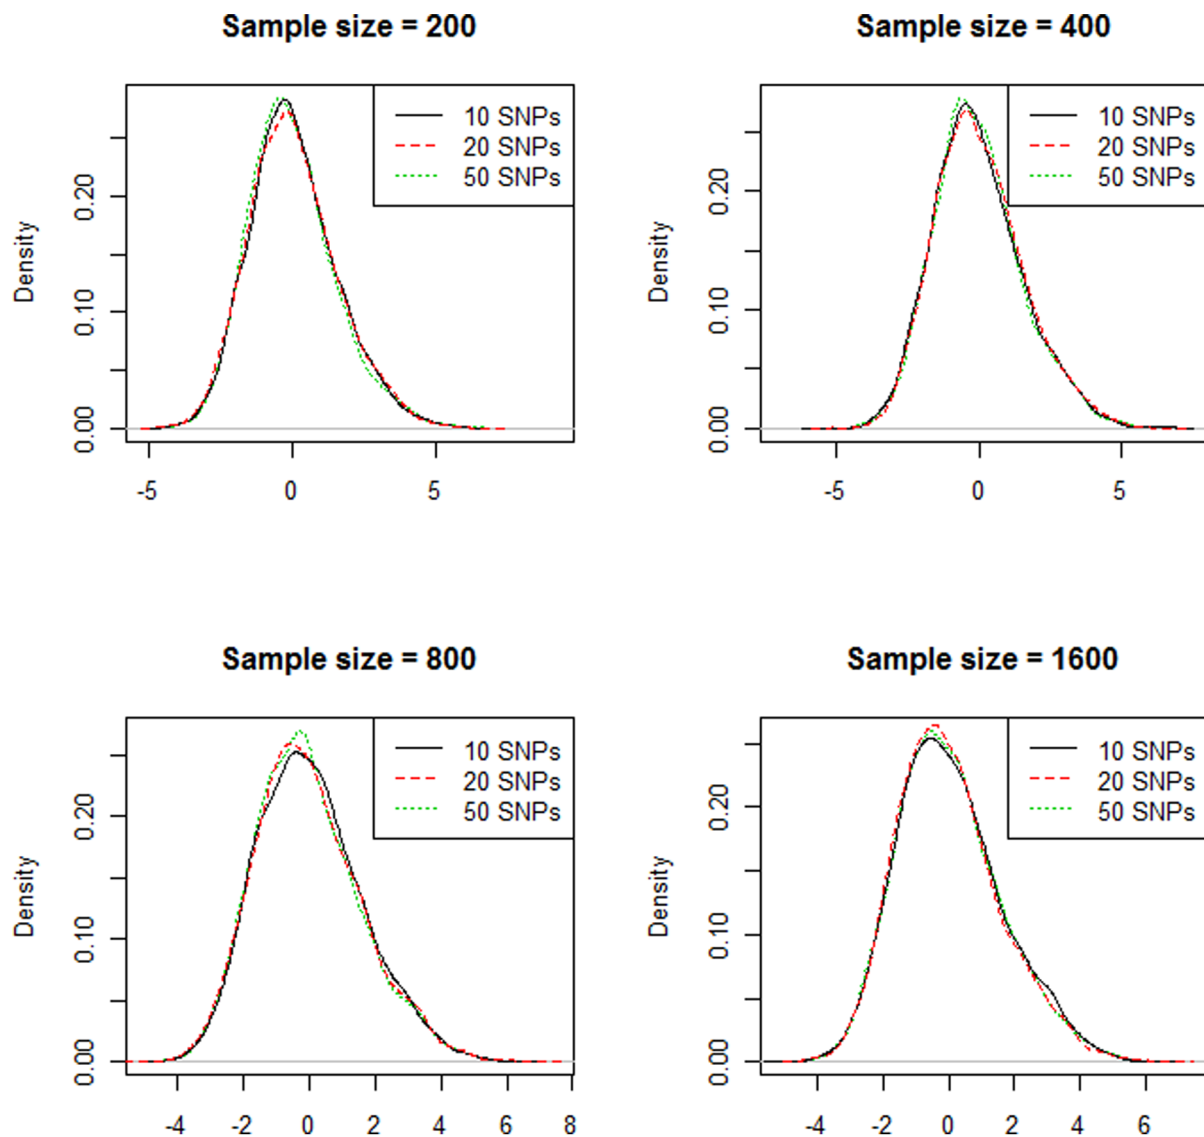 Sample size = 200
Density
0.00 0.10 0.20
-5 0 5
10 SNPs
20 SNPs
50 SNPs
Sample size = 400
Density
0.00 0.10 0.20
-5 0 5
10 SNPs
20 SNPs
50 SNPs
Sample size = 800
Density
0.00 0.10 0.20
-4 -2 0 2 4 6 8
10 SNPs
20 SNPs
50 SNPs
Sample size = 1600
Density
0.00 0.10 0.20
-4 -2 0 2 4 6
10 SNPs
20 SNPs
50 SNPs